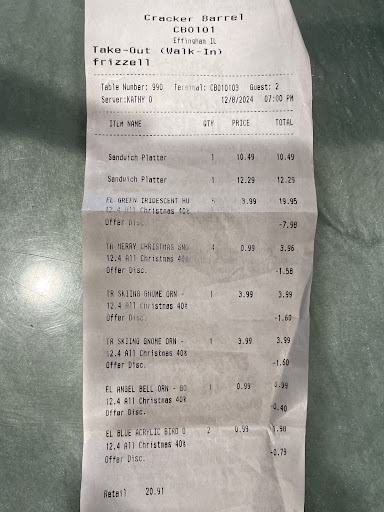 Cracker Barrel
CB0101
Effingham IL
Take-Out (Walk-In)
frizzell
Table Number: 990 Terminal: CB010103 Guest: 2
Server:KATHY O 12/8/2024 07:00 PM
ITEM NAME QTY PRICE TOTAL
Sandwich Platter 1 10.49 10.49
Sandwich Platter 1 12.29 12.29
EL GREEN IRIDESCENT HU 5 3.99 19.95
12.4 All Christmas 40%
Offer Disc. -7.98
TR MERRY CHRISTMAS SNO 4 0.99 3.96
12.4 All Christmas 40%
Offer Disc. -1.58
TR SKIING GNOME ORN - 1 3.99 3.99
12.4 All Christmas 40%
Offer Disc. -1.60
TR SKIING GNOME ORN - 1 3.99 3.99
12.4 All Christmas 40%
Offer Disc. -1.60
EL ANGEL BELL ORN - GO 1 0.99 0.99
12.4 All Christmas 40%
Offer Disc. -0.40
EL BLUE ACRYLIC BIRD O 2 0.99 1.98
12.4 All Christmas 40%
Offer Disc. -0.79
Retail 20.91